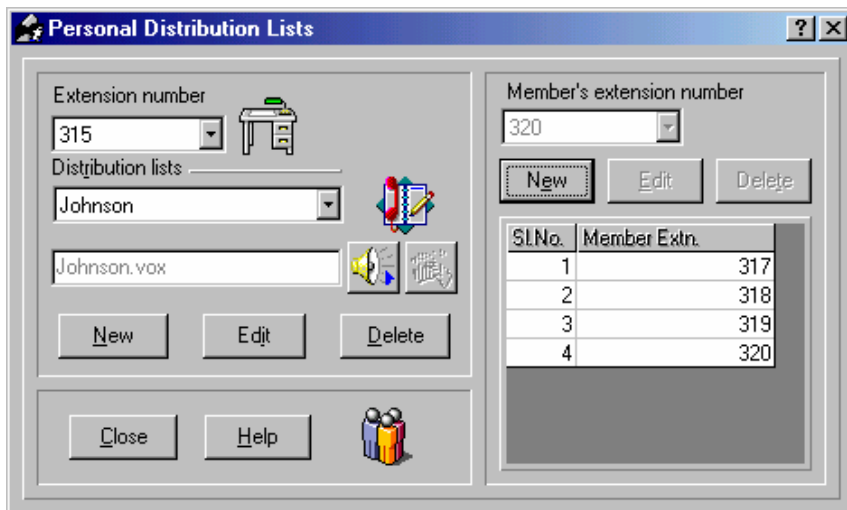 Personal Distribution Lists
Extension number
315
Distribution lists
Johnson
Johnson.vox
New Edit Delete
Close Help
Member's extension number
320
New Edit Delete
Sl.No. Member Extn.
1 317
2 318
3 319
4 320